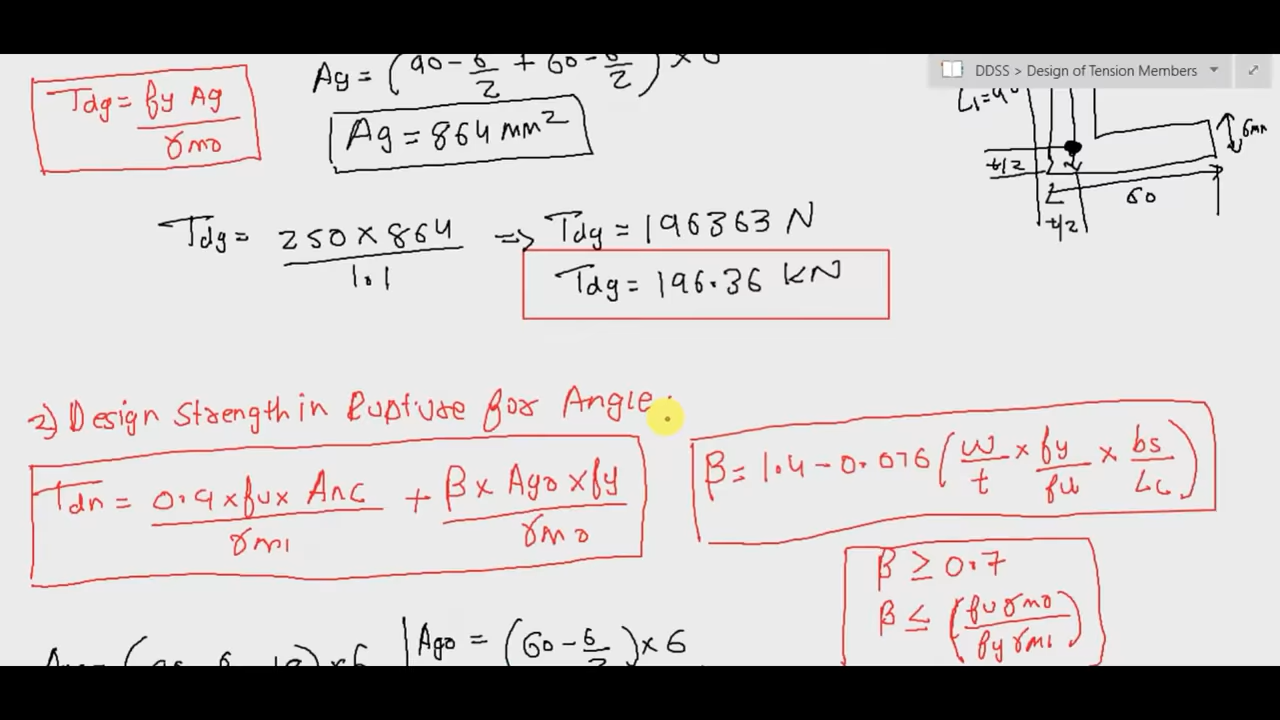 Ag = (90 - 6/2 + 60 - 6/2) × 6
DDSS > Design of Tension Members
Tdg = fy Ag / γm0
Ag = 864 mm²
6mm
t/2
60
t/2
Tdg = 250 × 864 / 1.1 => Tdg = 196363 N
Tdg = 196.36 KN
2) Design Strength in Rupture for Angle.
Tdn = 0.9 × fu × Anc / γm1 + β × Ago × fy / γm0
β = 1.4 - 0.076 (w/t × fy/fu × bs/Lc)
β ≥ 0.7
β ≤ (fu γm0 / fy γm1)
Ago = (60 - 6/2) × 6